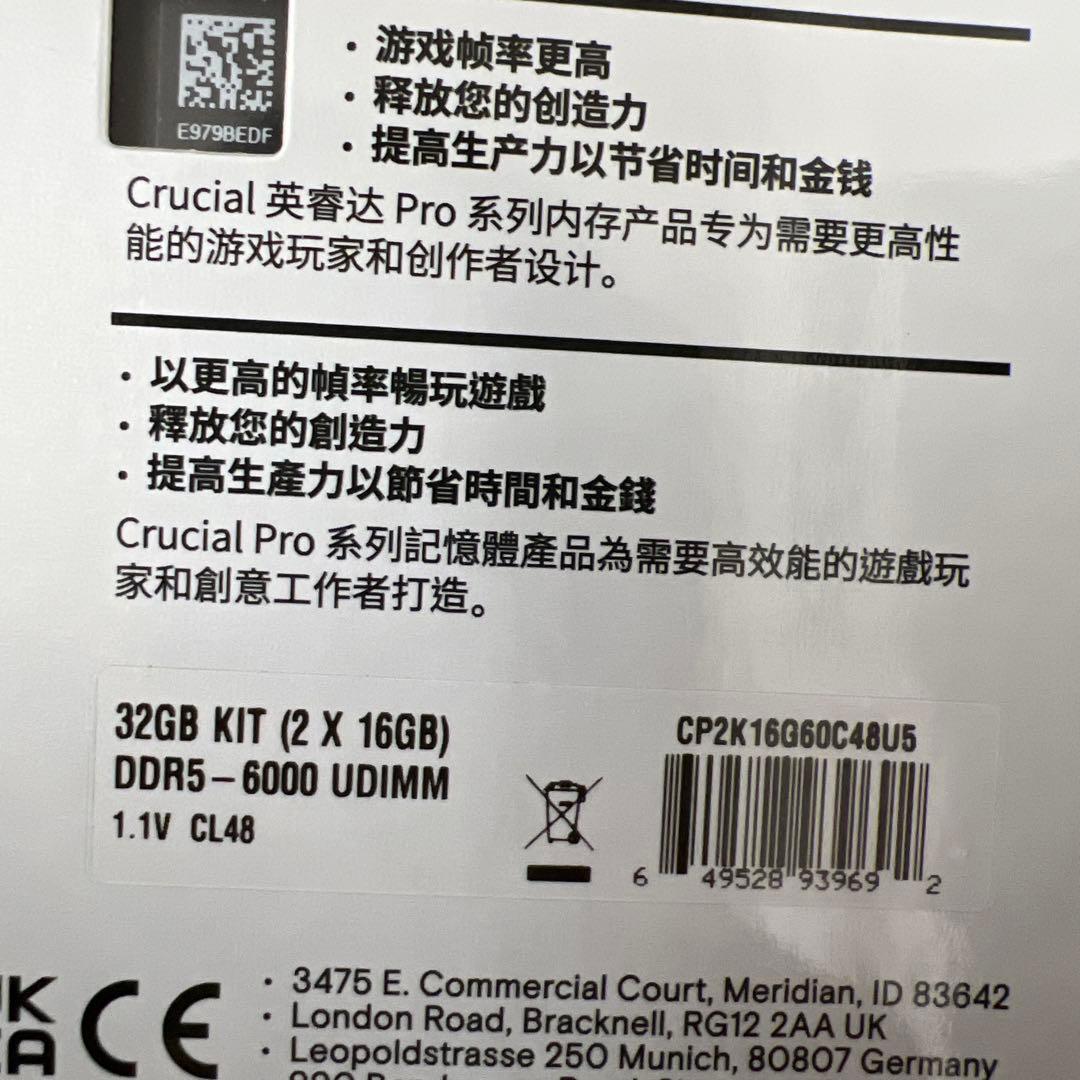 E979BEDF
· 游戏帧率更高
· 释放您的创造力
· 提高生产力以节省时间和金钱
Crucial 英睿达 Pro 系列内存产品专为需要更高性
能的游戏玩家和创作者设计。
· 以更高的幀率暢玩遊戲
· 釋放您的創造力
· 提高生產力以節省時間和金錢
Crucial Pro 系列記憶體產品為需要高效能的遊戲玩
家和創意工作者打造。
32GB KIT (2 X 16GB)
DDR5-6000 UDIMM
1.1V CL48
CP2K16G60C48U5
6 49528 93969 2
UK
CA
CE
· 3475 E. Commercial Court, Meridian, ID 83642
· London Road, Bracknell, RG12 2AA UK
· Leopoldstrasse 250 Munich, 80807 Germany